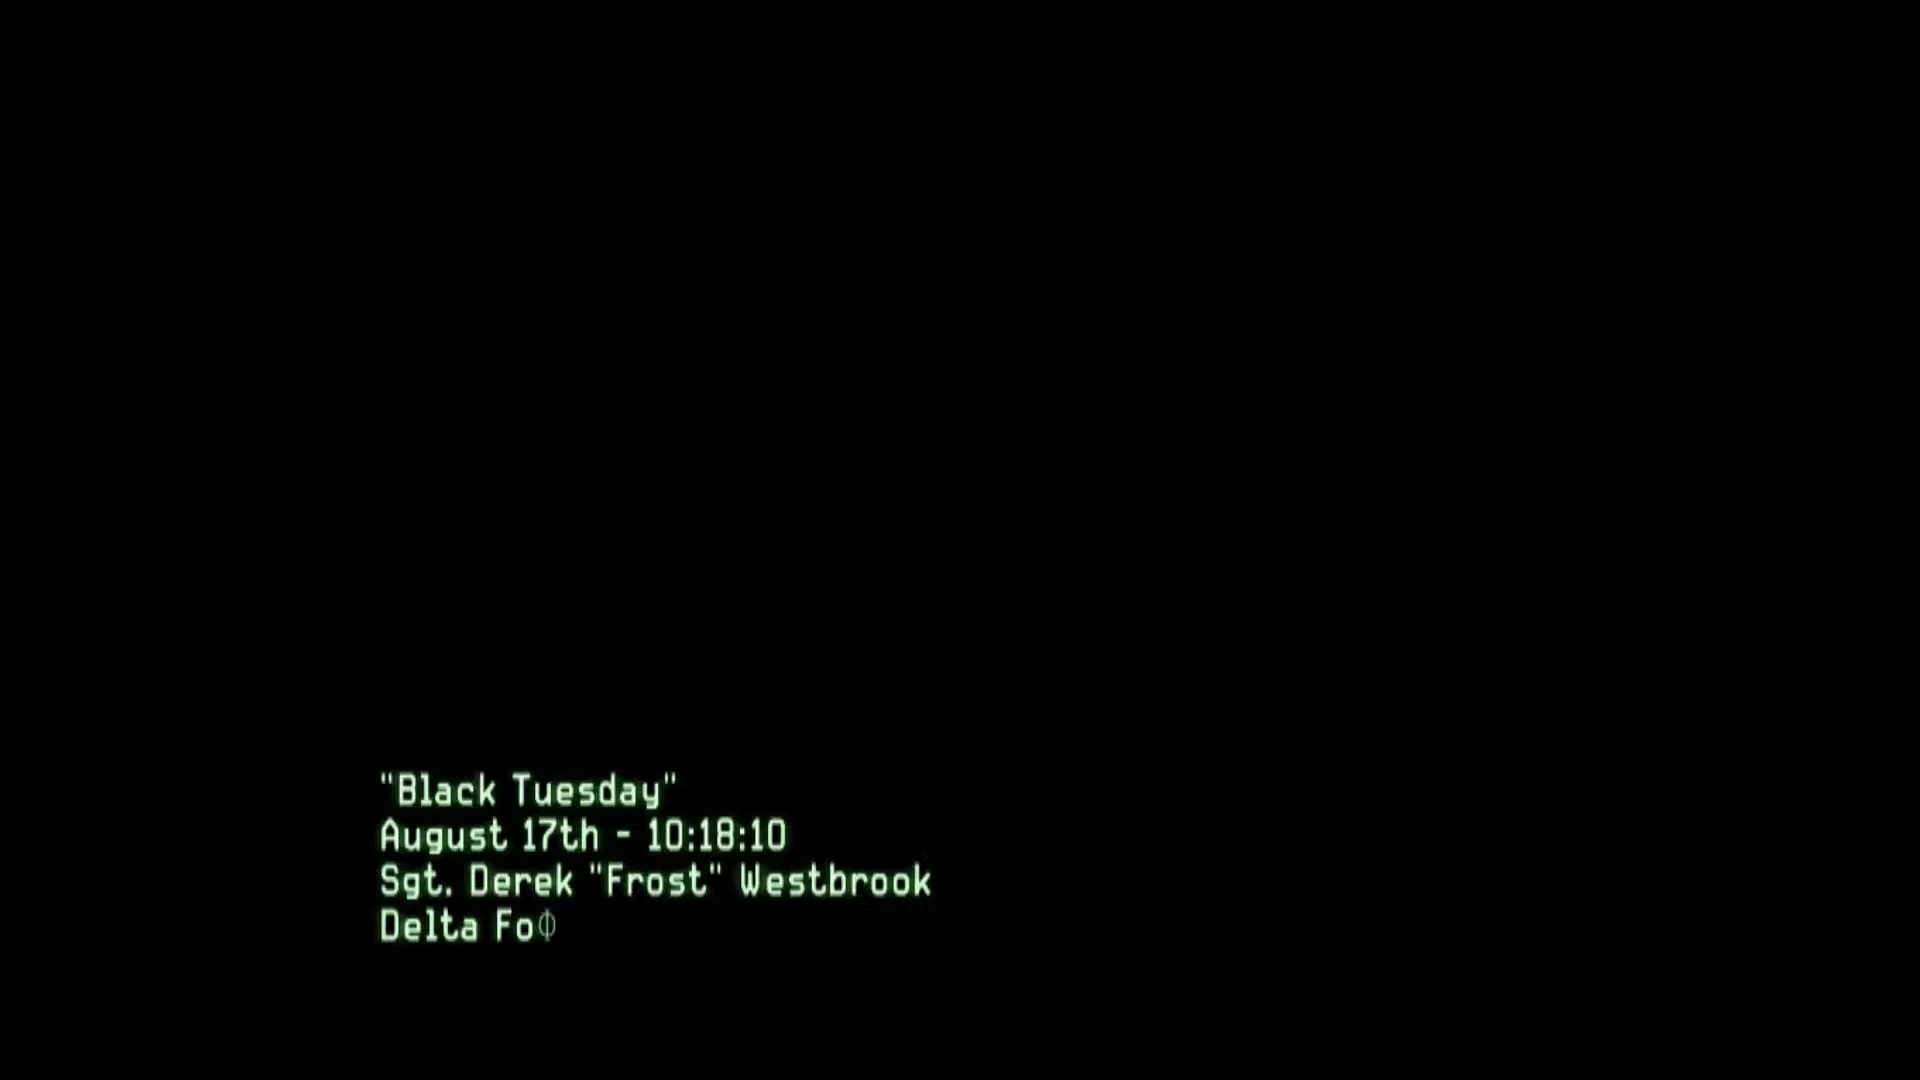 "Black Tuesday"
August 17th - 10:18:10
Sgt. Derek "Frost" Westbrook
Delta Fo